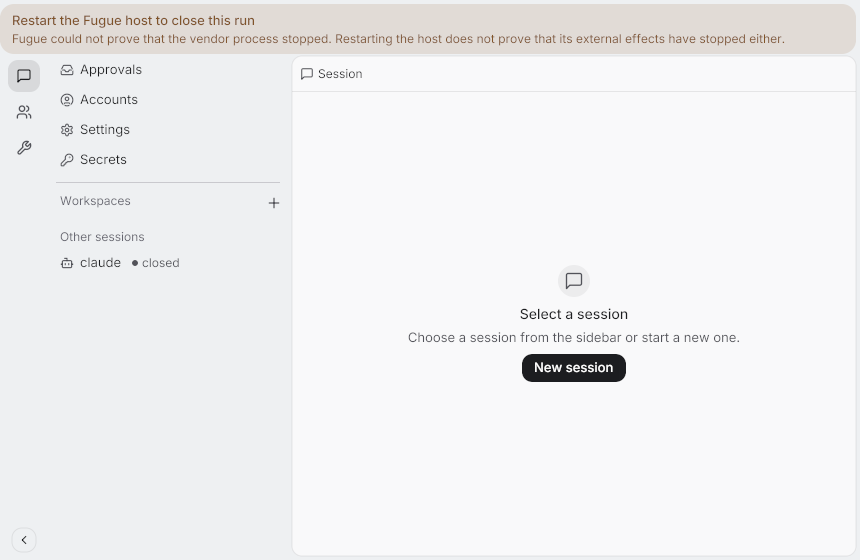 Restart the Fugue host to close this run
Fugue could not prove that the vendor process stopped. Restarting the host does not prove that its external effects have stopped either.
Approvals
Accounts
Settings
Secrets
Workspaces
Other sessions
claude closed
Session
Select a session
Choose a session from the sidebar or start a new one.
New session